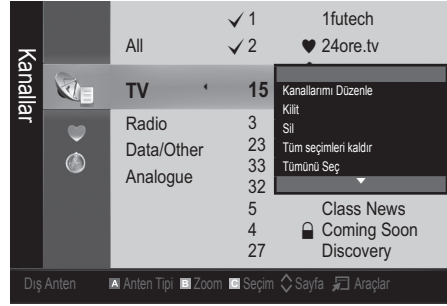 Kanallar
✓ 1 1futech
All ✓ 2 ♥ 24ore.tv
TV 15
Kanallarımı Düzenle
Kilit
Sil
Tüm seçimleri kaldır
Tümünü Seç
Radio 3
Data/Other 23
Analogue 33
32
5 Class News
4 Coming Soon
27 Discovery
Dış Anten A Anten Tipi B Zoom C Seçim Sayfa Araçlar